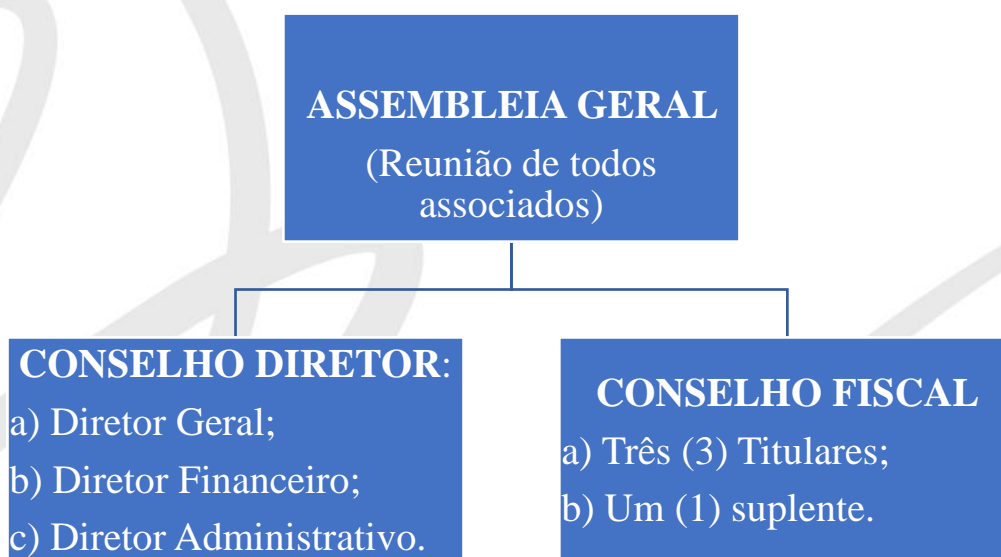 ASSEMBLEIA GERAL
(Reunião de todos
associados)
CONSELHO DIRETOR:
a) Diretor Geral;
b) Diretor Financeiro;
c) Diretor Administrativo.
CONSELHO FISCAL
a) Três (3) Titulares;
b) Um (1) suplente.